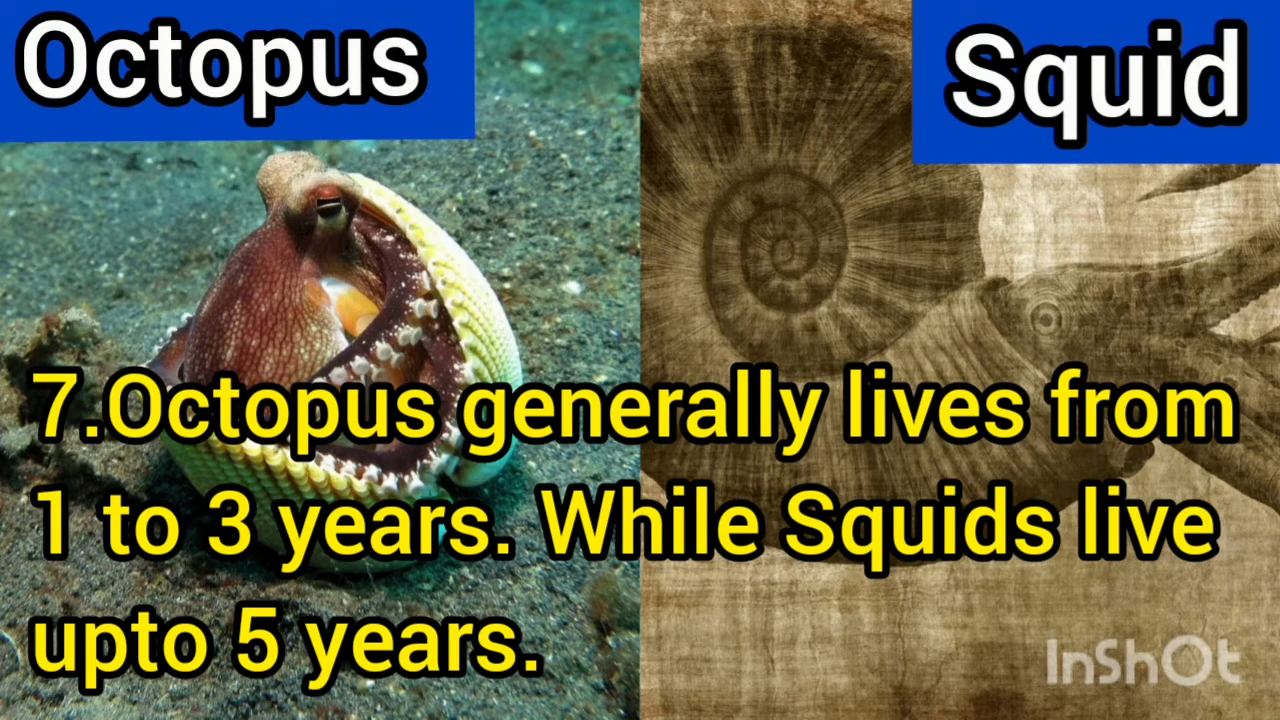 Octopus
Squid
7.Octopus generally lives from
1 to 3 years. While Squids live
upto 5 years.
InShOt